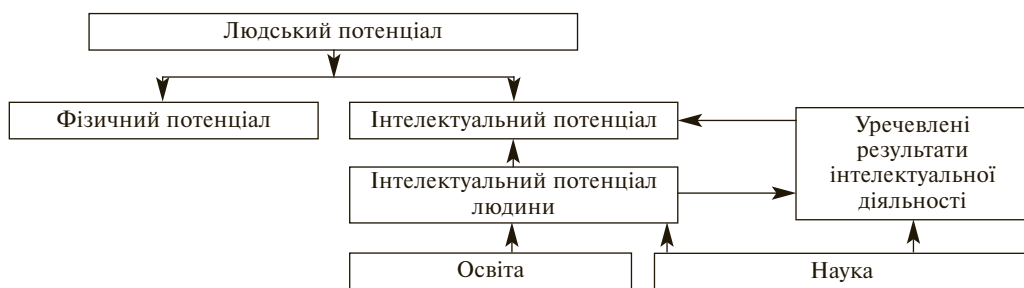 Людський потенціал
Фізичний потенціал
Інтелектуальний потенціал
Уречевлені
результати
інтелектуальної
діяльності
Інтелектуальний потенціал
людини
Освіта
Наука